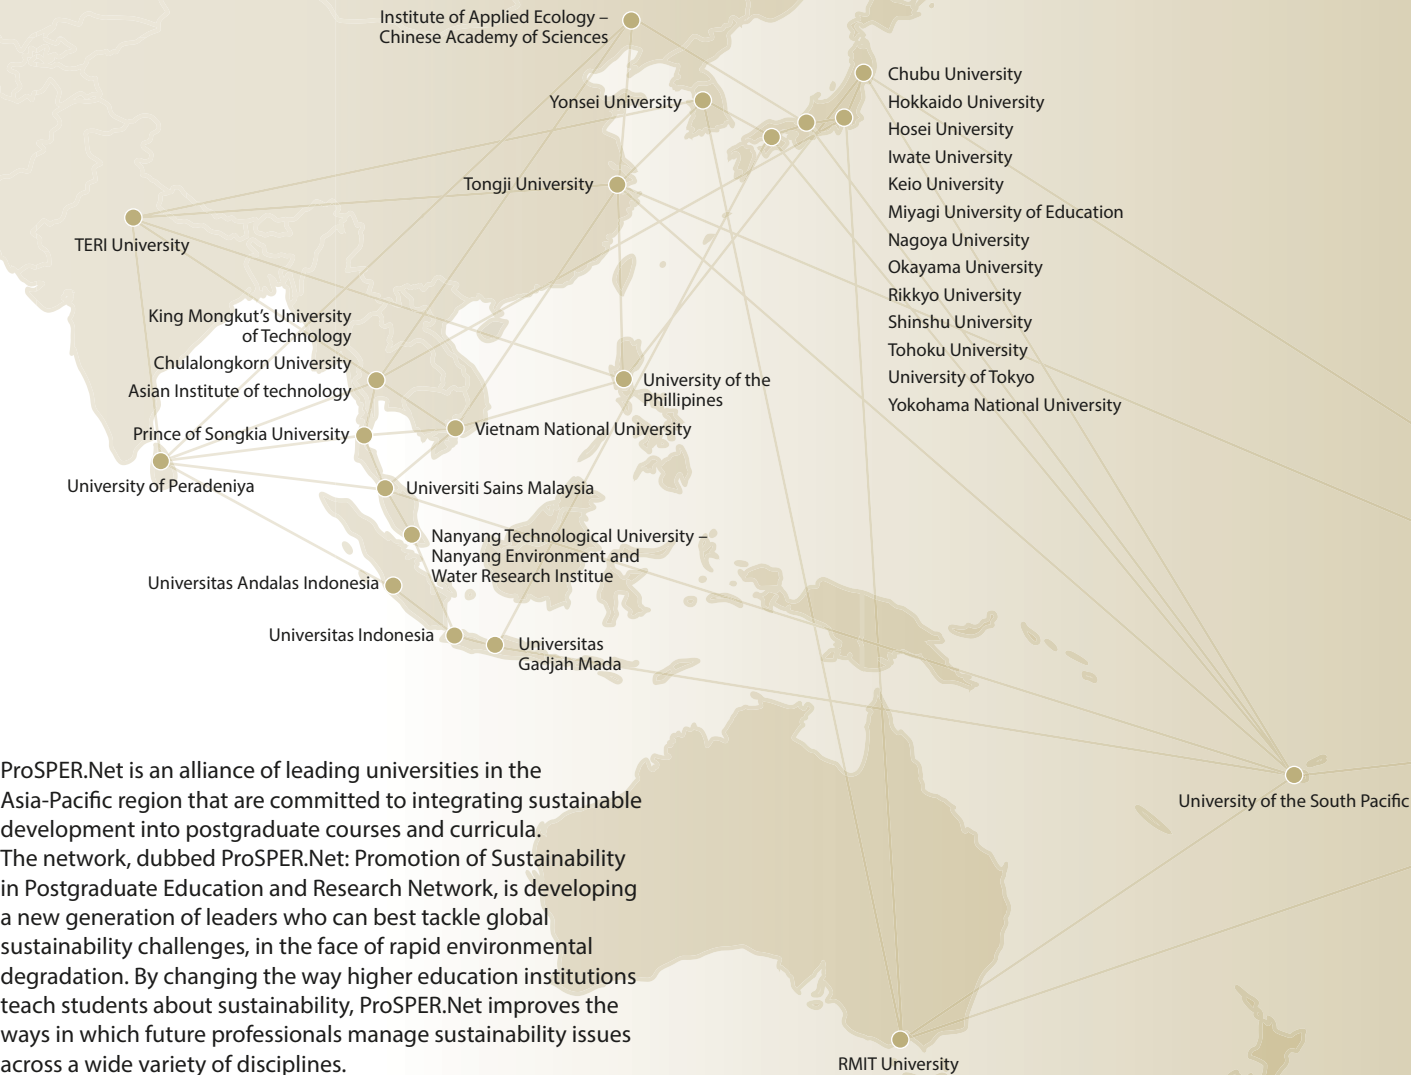 Institute of Applied Ecology –
Chinese Academy of Sciences
Yonsei University
Tongji University
TERI University
Chubu University
Hokkaido University
Hosei University
Iwate University
Keio University
Miyagi University of Education
Nagoya University
Okayama University
Rikkyo University
Shinshu University
Tohoku University
University of Tokyo
Yokohama National University
King Mongkut's University
of Technology
Chulalongkorn University
Asian Institute of technology
Prince of Songkia University
University of Peradeniya
University of the
Phillipines
Vietnam National University
Universiti Sains Malaysia
Nanyang Technological University –
Nanyang Environment and
Water Research Institue
Universitas Andalas Indonesia
Universitas Indonesia
Universitas
Gadjah Mada
University of the South Pacific
RMIT University
ProSPER.Net is an alliance of leading universities in the
Asia-Pacific region that are committed to integrating sustainable
development into postgraduate courses and curricula.
The network, dubbed ProSPER.Net: Promotion of Sustainability
in Postgraduate Education and Research Network, is developing
a new generation of leaders who can best tackle global
sustainability challenges, in the face of rapid environmental
degradation. By changing the way higher education institutions
teach students about sustainability, ProSPER.Net improves the
ways in which future professionals manage sustainability issues
across a wide variety of disciplines.